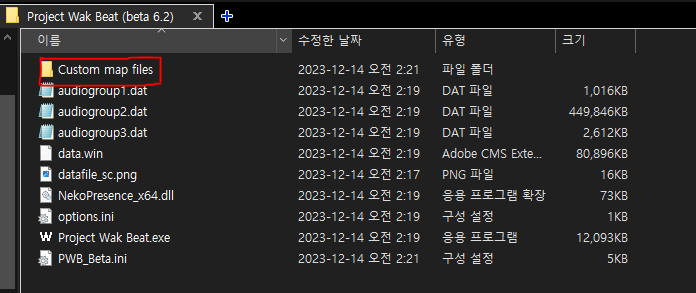 Project Wak Beat (beta 6.2)
이름 수정한 날짜 유형 크기
Custom map files 2023-12-14 오전 2:21 파일 폴더
audiogroup1.dat 2023-12-14 오전 2:19 DAT 파일 1,016KB
audiogroup2.dat 2023-12-14 오전 2:19 DAT 파일 449,846KB
audiogroup3.dat 2023-12-14 오전 2:19 DAT 파일 2,612KB
data.win 2023-12-14 오전 2:19 Adobe CMS Exte... 80,896KB
datafile_sc.png 2023-12-14 오전 2:17 PNG 파일 16KB
NekoPresence_x64.dll 2023-12-14 오전 2:19 응용 프로그램 확장 73KB
options.ini 2023-12-14 오전 2:19 구성 설정 1KB
W Project Wak Beat.exe 2023-12-14 오전 2:19 응용 프로그램 12,093KB
PWB_Beta.ini 2023-12-14 오전 2:21 구성 설정 5KB